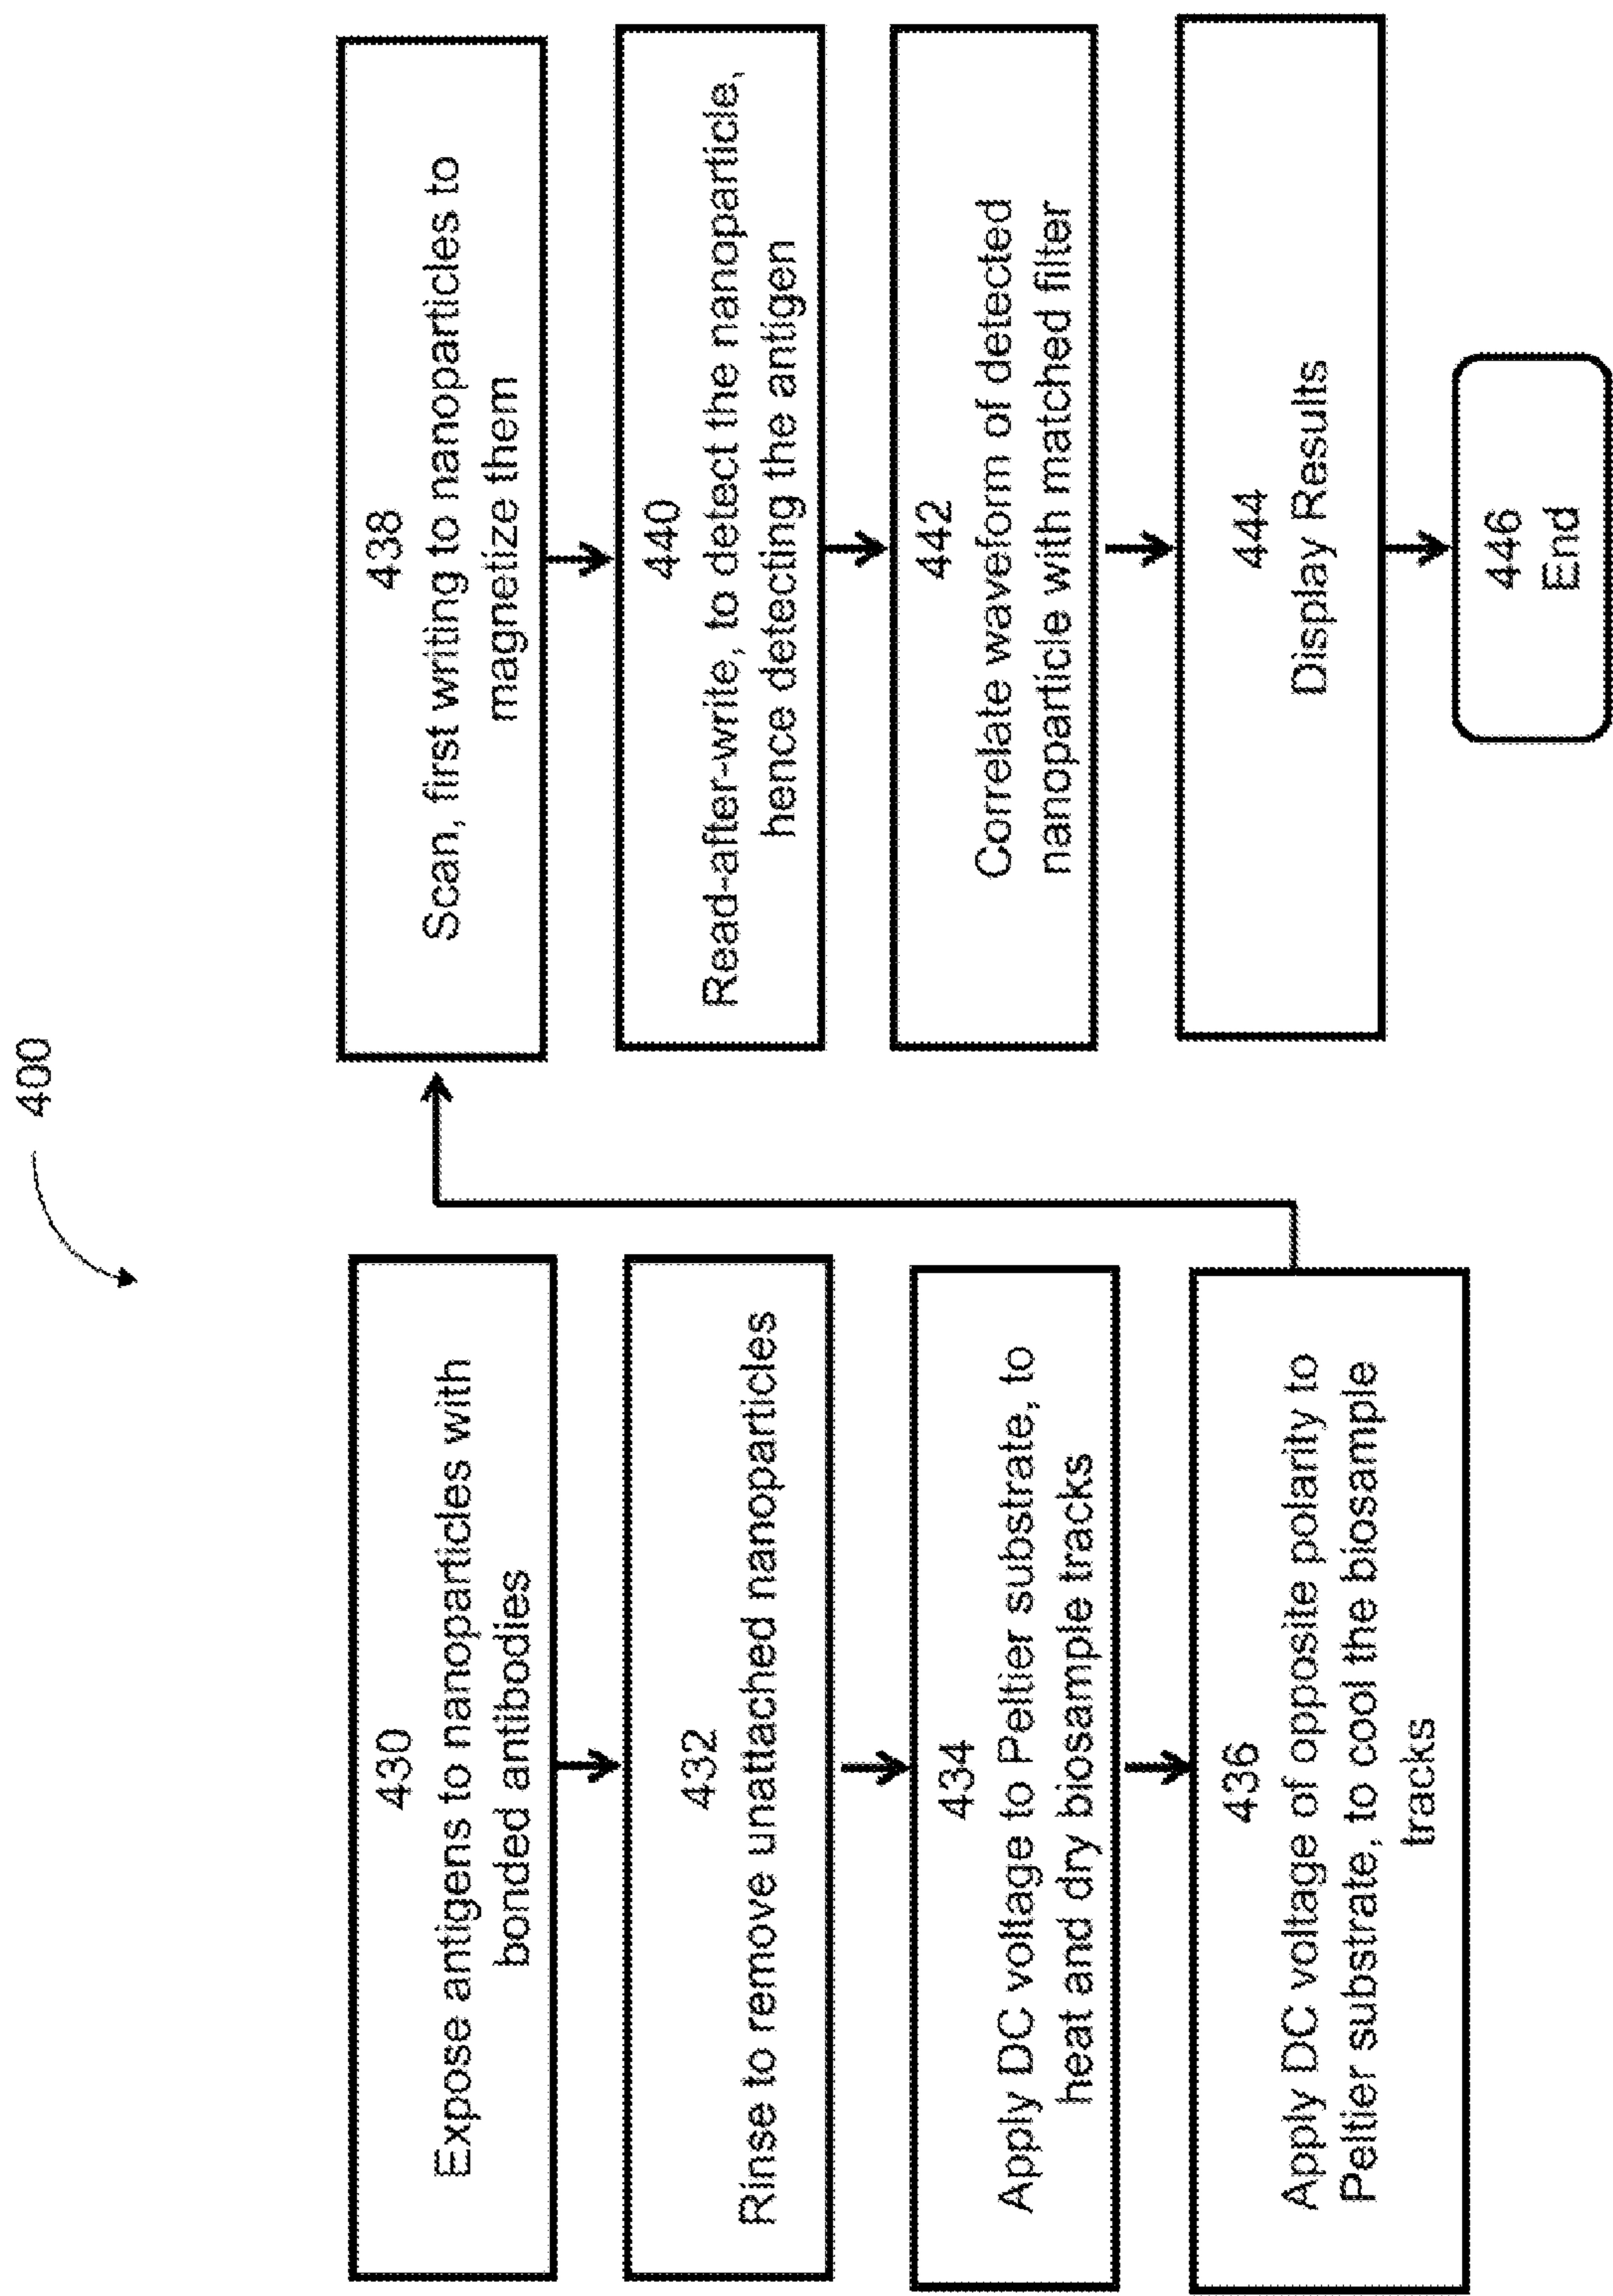 400
430
Expose antigens to nanoparticles with
bonded antibodies
432
Rinse to remove unattached nanoparticles
434
Apply DC voltage to Peltier substrate, to
heat and dry biosample tracks
436
Apply DC voltage of opposite polarity to
Peltier substrate, to cool the biosample
tracks
438
Scan, first writing to nanoparticles to
magnetize them
440
Read-after-write, to detect the nanoparticle,
hence detecting the antigen
442
Correlate waveform of detected
nanoparticle with matched filter
444
Display Results
446
End